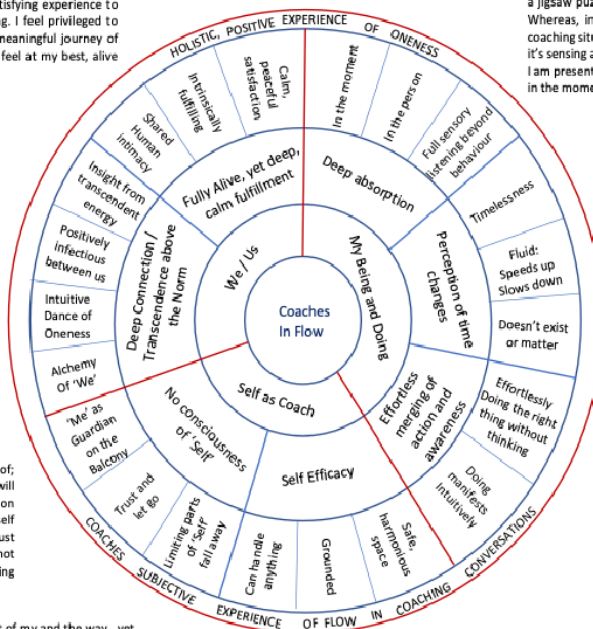 tisfying experience to
g. I feel privileged to
meaningful journey of
feel at my best, alive
a jigsaw puz
Whereas, in
coaching situ
it's sensing a
I am present
in the mome
HOLISTIC, POSITIVE EXPERIENCE OF ONENESS
Coaches
In Flow
We / Us
My Being and Doing
Self as Coach
Fully Alive, yet deep,
calm fulfillment
Deep absorption
Perception of time
changes
Effortless
merging of
action and
awareness
Self Efficacy
No consciousness
of 'Self'
Deep Connection /
Transcendence above
the Norm
Calm,
peaceful
satisfaction
In the moment
In the person
Full sensory
listening beyond
behaviour
Timelessness
Fluid:
Speeds up
Slows down
Doesn't exist
or matter
Effortlessly
Doing the right
thing without
thinking
Doing
manifests
Intuitively
Safe,
harmonious
space
Grounded
Can handle
anything
Limiting parts
of 'Self'
fall away
Trust and
let go
'Me' as
Guardian
on the
Balcony
Alchemy
Of 'We'
Intuitive
Dance of
Oneness
Positively
infectious
between us
Insight from
transcendent
energy
Shared
Human
intimacy
Intrinsically
fulfilling
COACHES SUBJECTIVE EXPERIENCE OF FLOW IN COACHING CONVERSATIONS
of;
will
on
self
ust
not
ing
of my and the way yet